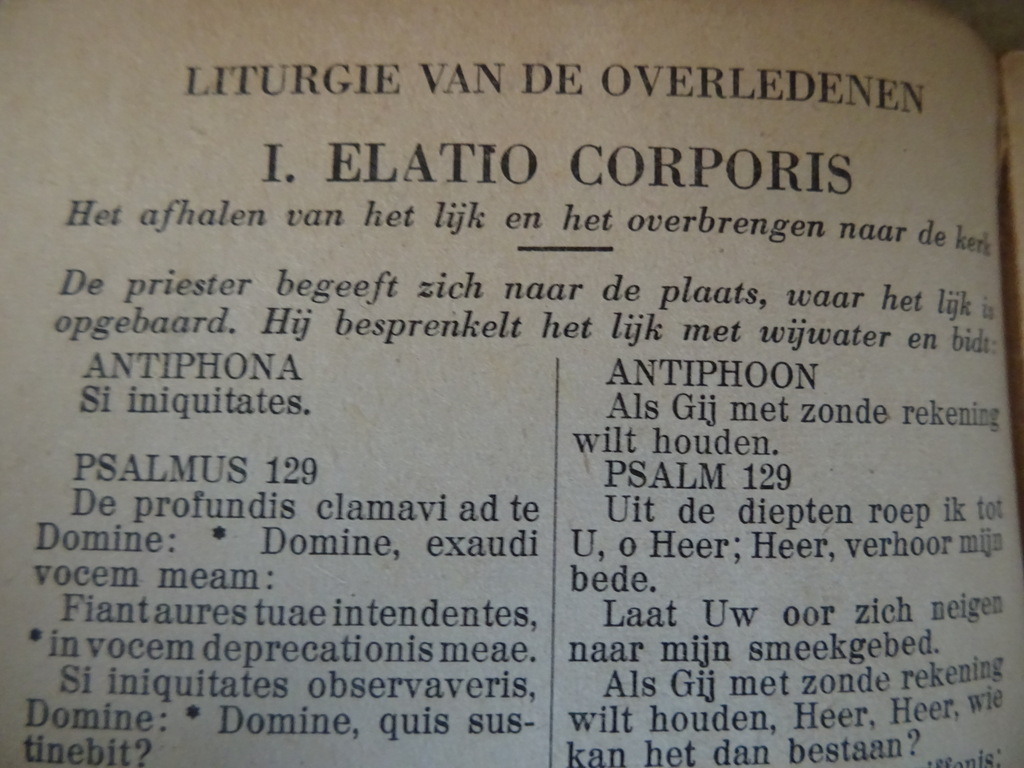 LITURGIE VAN DE OVERLEDENEN
I. ELATIO CORPORIS
Het afhalen van het lijk en het overbrengen naar de kerk
De priester begeeft zich naar de plaats, waar het lijk is
opgebaard. Hij besprenkelt het lijk met wijwater en bidt:
ANTIPHONA
Si iniquitates.
PSALMUS 129
De profundis clamavi ad te
Domine: * Domine, exaudi
vocem meam:
Fiant aures tuae intendentes,
* in vocem deprecationis meae.
Si iniquitates observaveris,
Domine: * Domine, quis sus-
tinebit?
ANTIPHOON
Als Gij met zonde rekening
wilt houden.
PSALM 129
Uit de diepten roep ik tot
U, o Heer; Heer, verhoor mijn
bede.
Laat Uw oor zich neigen
naar mijn smeekgebed.
Als Gij met zonde rekening
wilt houden, Heer, Heer, wie
kan het dan bestaan?